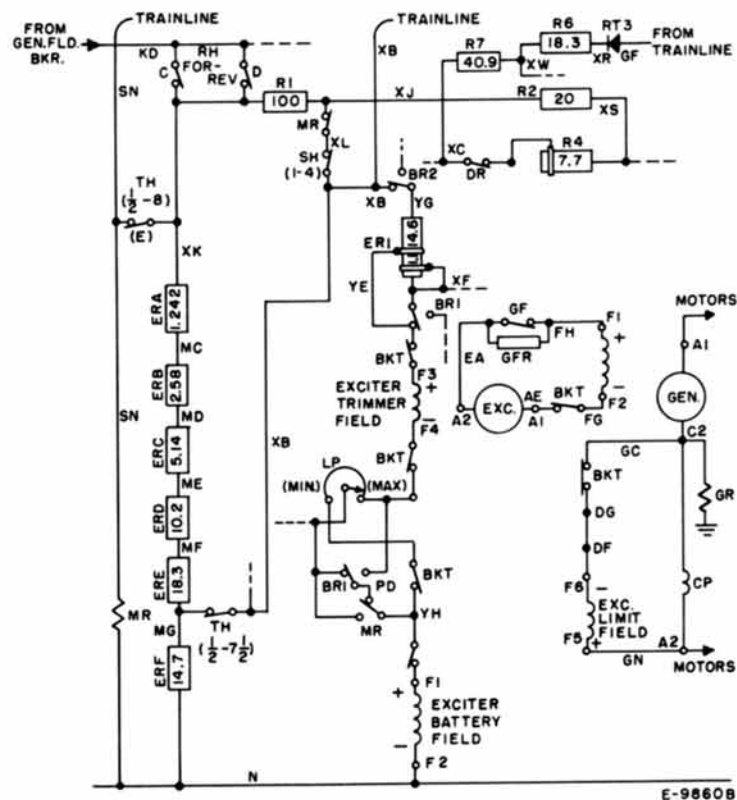 TRAINLINE
TRAINLINE
FROM
GEN.FLD.
BKR.
KD
RH
FOR-
REV
C
D
SN
R1
100
XB
XJ
R7
40.9
R6
18.3
RT3
XW
XR
GF
FROM
TRAINLINE
R2
20
XS
MR
XL
SH
(1-4)
XC
DR
R4
7.7
BR2
XB
YG
TH
(1/2-8)
(E)
XK
ER1
14.6
1.1
YE
XF
BR1
ERA
1.242
MC
ERB
2.58
MD
ERC
5.14
ME
ERD
10.2
MF
ERE
18.3
MG
ERF
14.7
SN
MR
XB
TH
(1/2-7 1/2)
BKT
F3
+
EXCITER
TRIMMER
FIELD
−
F4
BKT
LP
(MIN.)
(MAX)
BR1
PD
BKT
MR
YH
F1
+
EXCITER
BATTERY
FIELD
−
F2
N
GF
GFR
FH
F1
+
−
F2
EA
A2
EXC.
AE
A1
BKT
FG
MOTORS
A1
GEN.
C2
GC
BKT
GR
DG
DF
F6
−
EXC.
LIMIT
FIELD
F5
+
CP
A2
GN
MOTORS
E-9860B